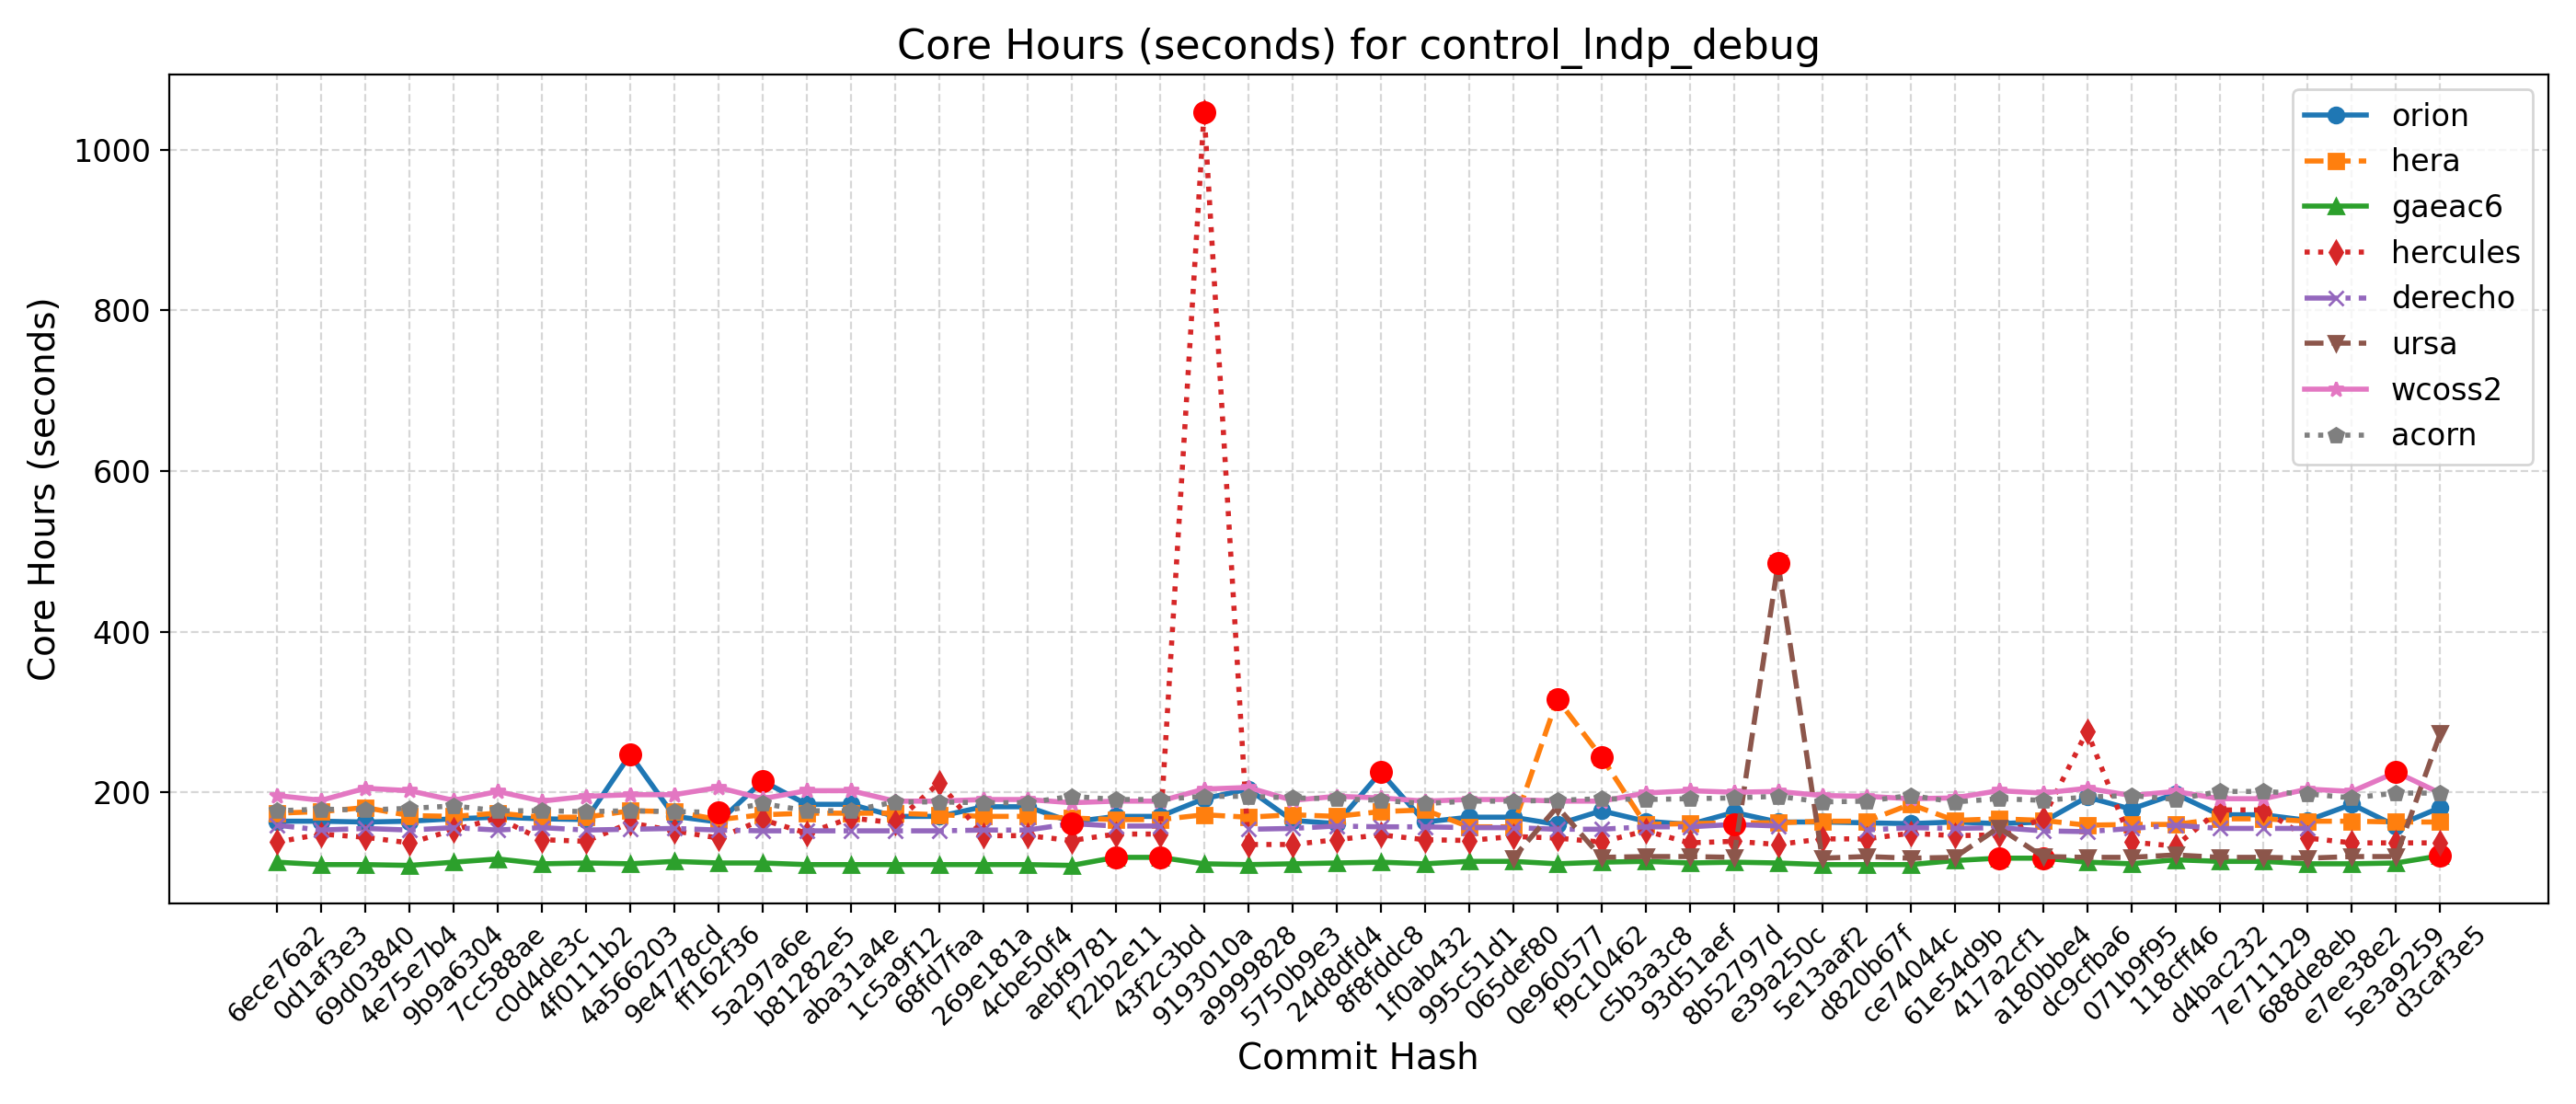 Core Hours (seconds) for control_lndp_debug
Core Hours (seconds)
1000
800
600
400
200
orion
hera
gaeac6
hercules
derecho
ursa
wcoss2
acorn
6ece76a2
0d1af3e3
69d03840
4e75e7b4
9b9a6304
7cc588ae
c0d4de3c
4f0111b2
4a566203
9e4778cd
ff162f36
5a297a6e
b81282e5
aba31a4e
1c5a9f12
68fd7faa
269e181a
4cbe50f4
aebf9781
f22b2e11
43f2c3bd
9193010a
a9999828
5750b9e3
24d8dfd4
8f8fddc8
1f0ab432
995c51d1
065def80
0e960577
f9c10462
c5b3a3c8
93d51aef
8b52797d
e39a250c
5e13aaf2
d820b67f
ce74044c
61e54d9b
417a2cf1
a180bbe4
dc9cfba6
071b9f95
118cff46
d4bac232
7e711129
688de8eb
e7ee38e2
5e3a9259
d3caf3e5
Commit Hash